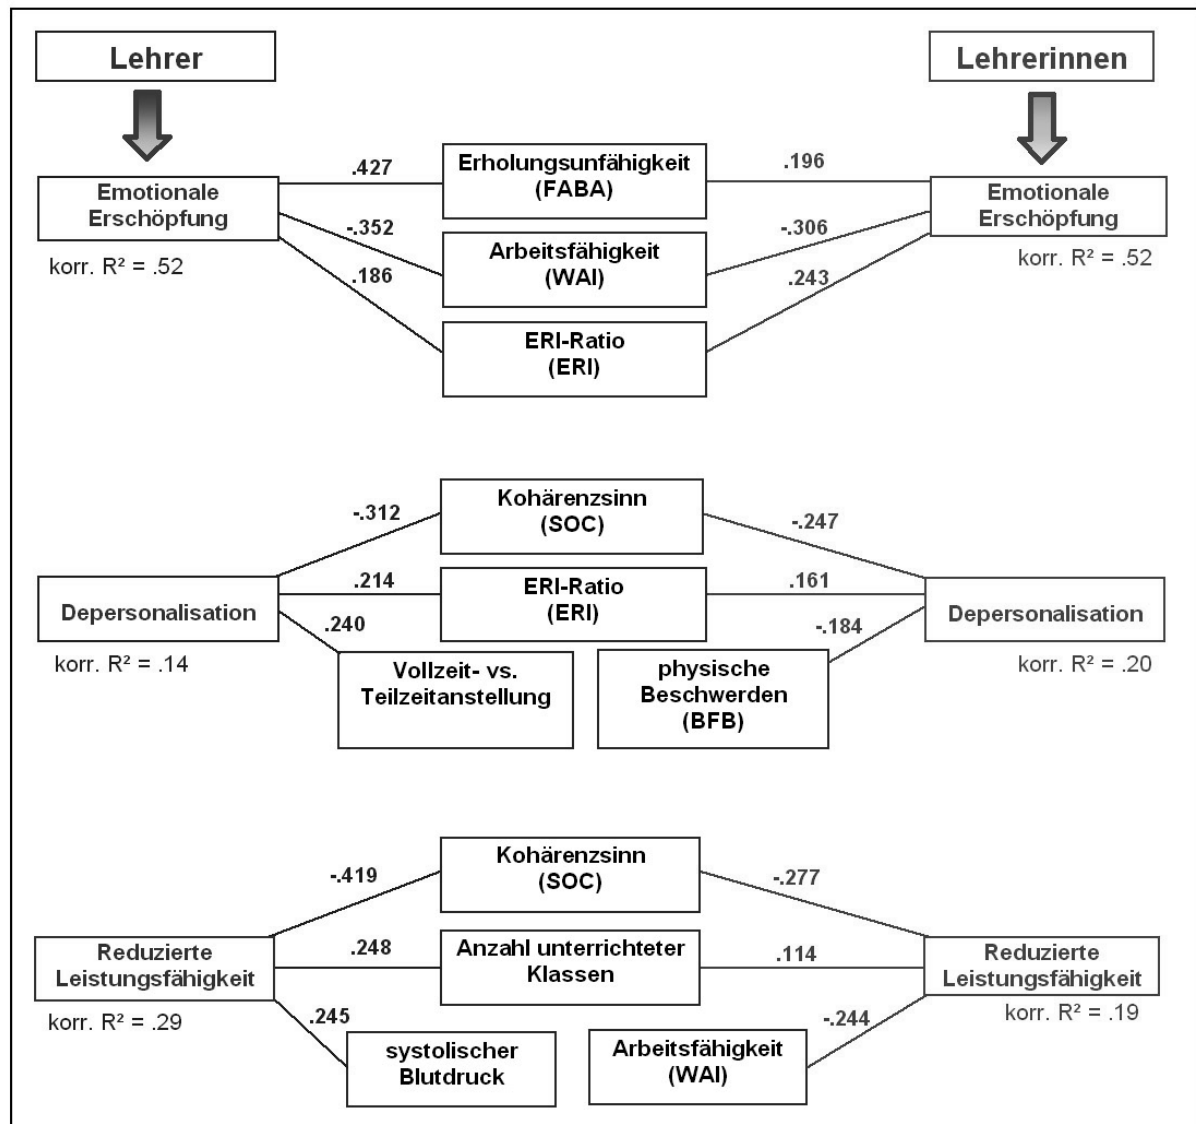 Lehrer
Lehrerinnen
.427
Erholungsunfähigkeit
(FABA)
.196
Emotionale
Erschöpfung
Emotionale
Erschöpfung
-.352
Arbeitsfähigkeit
(WAI)
-.306
korr. R² = .52
korr. R² = .52
.186
.243
ERI-Ratio
(ERI)
Kohärenzsinn
(SOC)
-.312
-.247
.214
ERI-Ratio
(ERI)
.161
Depersonalisation
Depersonalisation
.240
-.184
korr. R² = .14
korr. R² = .20
Vollzeit- vs.
Teilzeitanstellung
physische
Beschwerden
(BFB)
Kohärenzsinn
(SOC)
-.419
-.277
Reduzierte
Leistungsfähigkeit
.248
Anzahl unterrichteter
Klassen
.114
Reduzierte
Leistungsfähigkeit
korr. R² = .29
korr. R² = .19
.245
-.244
systolischer
Blutdruck
Arbeitsfähigkeit
(WAI)